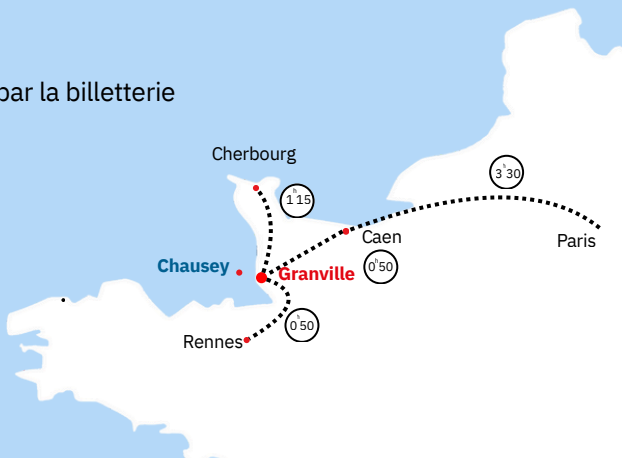 par la billetterie
Cherbourg
1h15
3h30
Caen
Paris
Chausey
Granville
0h50
0h50
Rennes